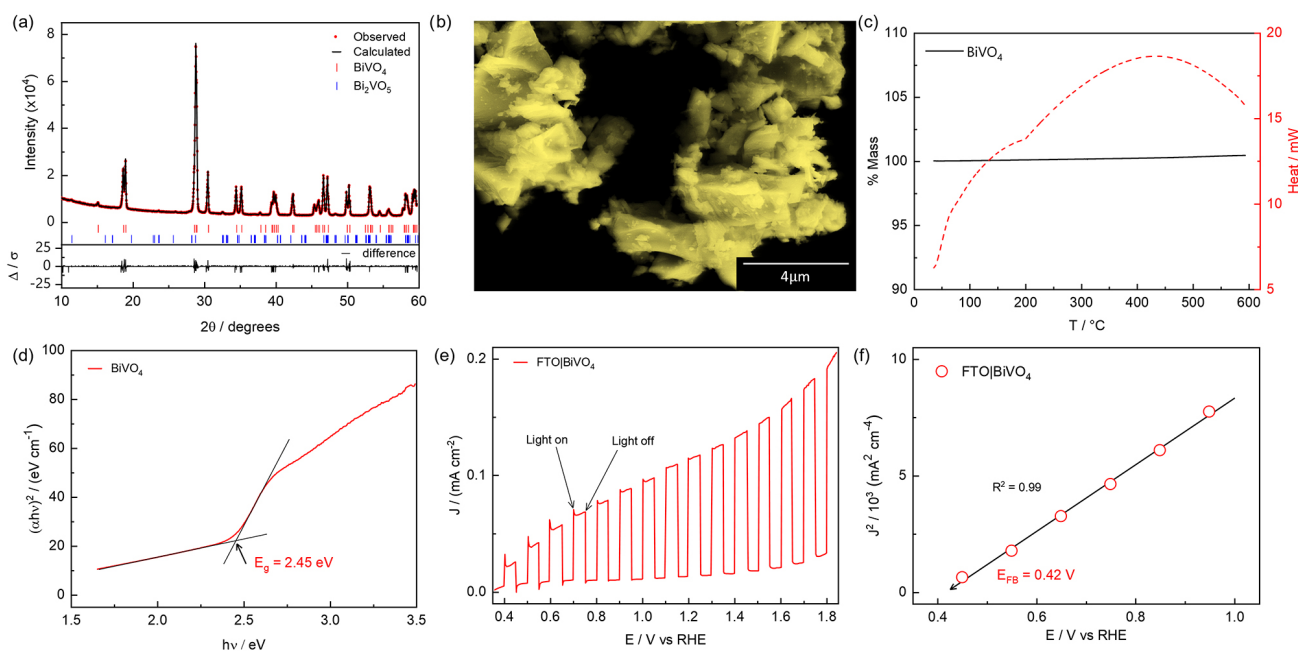 (a)
8
6
4
2
0
25
0
-25
Intensity (x10⁴)
Δ / σ
Observed
Calculated
BiVO₄
Bi₂VO₅
difference
10
20
30
40
50
60
2θ / degrees
(b)
4μm
(c)
110
105
100
95
90
% Mass
BiVO₄
20
15
10
5
Heat / mW
0
100
200
300
400
500
600
T / °C
(d)
100
80
60
40
20
0
(αhν)² / (eV cm⁻¹)
BiVO₄
E_g = 2.45 eV
1.5
2.0
2.5
3.0
3.5
hν / eV
(e)
0.2
0.1
0.0
J / (mA cm⁻²)
FTO|BiVO₄
Light on
Light off
0.4
0.6
0.8
1.0
1.2
1.4
1.6
1.8
E / V vs RHE
(f)
10
5
0
J² / 10³ (mA² cm⁻⁴)
FTO|BiVO₄
R² = 0.99
E_FB = 0.42 V
0.4
0.6
0.8
1.0
E / V vs RHE